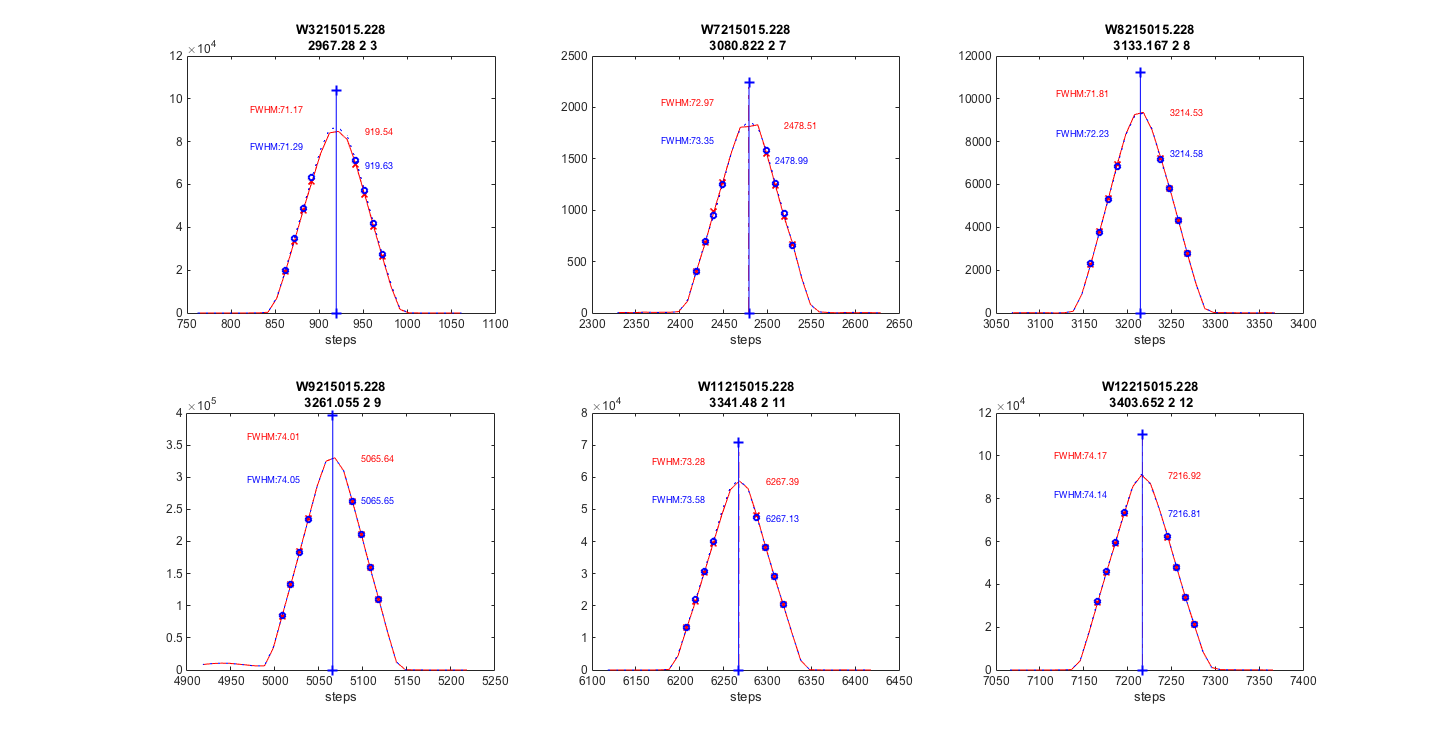 W3215015.228
2967.28 2 3
×10⁴
12
10
8
6
4
2
0
FWHM:71.17
FWHM:71.29
919.54
919.63
750 800 850 900 950 1000 1050 1100
steps
W7215015.228
3080.822 2 7
2500
2000
1500
1000
500
0
FWHM:72.97
FWHM:73.35
2478.51
2478.99
2300 2350 2400 2450 2500 2550 2600 2650
steps
W8215015.228
3133.167 2 8
12000
10000
8000
6000
4000
2000
0
FWHM:71.81
FWHM:72.23
3214.53
3214.58
3050 3100 3150 3200 3250 3300 3350 3400
steps
W9215015.228
3261.055 2 9
×10⁵
4
3.5
3
2.5
2
1.5
1
0.5
0
FWHM:74.01
FWHM:74.05
5065.64
5065.65
4900 4950 5000 5050 5100 5150 5200 5250
steps
W11215015.228
3341.48 2 11
×10⁴
8
7
6
5
4
3
2
1
0
FWHM:73.28
FWHM:73.58
6267.39
6267.13
6100 6150 6200 6250 6300 6350 6400 6450
steps
W12215015.228
3403.652 2 12
×10⁴
12
10
8
6
4
2
0
FWHM:74.17
FWHM:74.14
7216.92
7216.81
7050 7100 7150 7200 7250 7300 7350 7400
steps